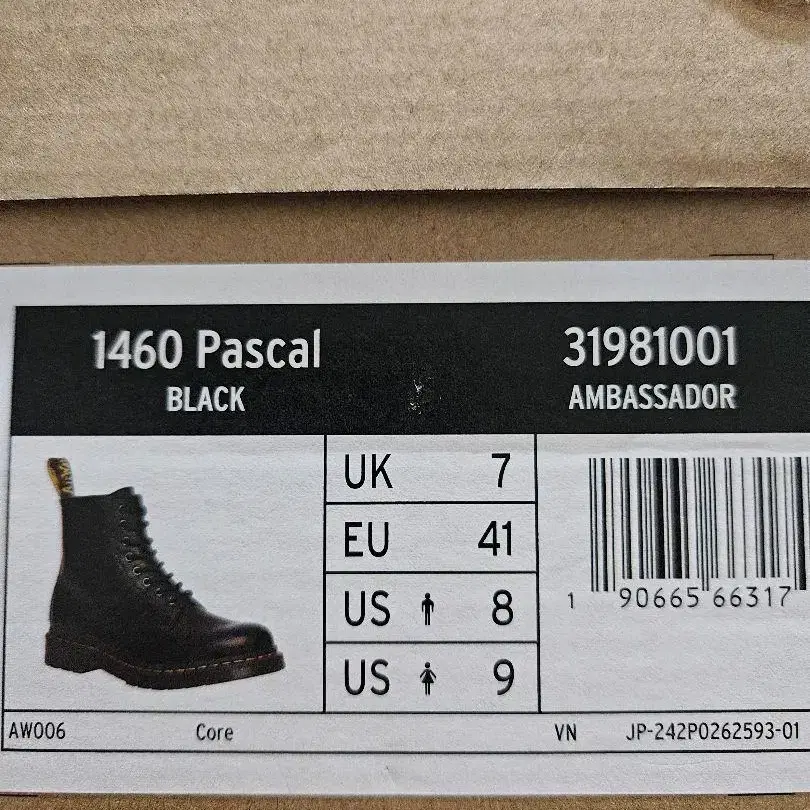 1460 Pascal
BLACK
31981001
AMBASSADOR
UK 7
EU 41
US 8
US 9
1 90665 66317
AW006 Core VN JP-242P0262593-01